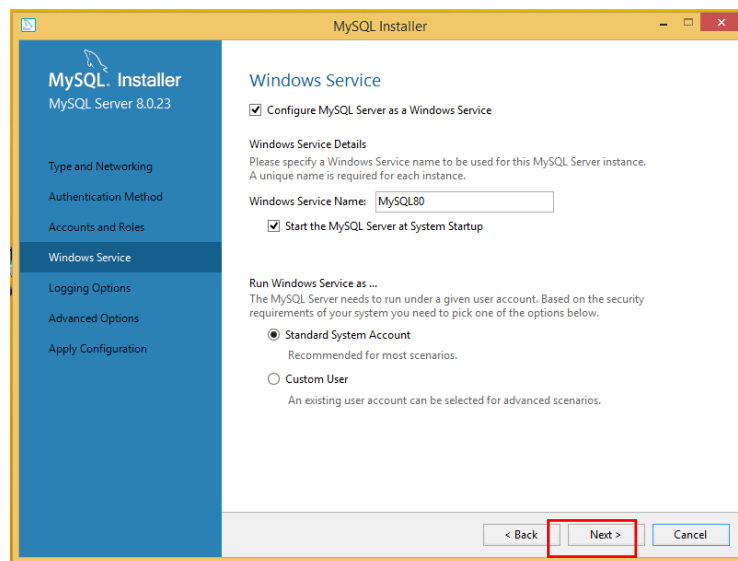 MySQL Installer
MySQL. Installer
MySQL Server 8.0.23
Type and Networking
Authentication Method
Accounts and Roles
Windows Service
Logging Options
Advanced Options
Apply Configuration
Windows Service
Configure MySQL Server as a Windows Service
Windows Service Details
Please specify a Windows Service name to be used for this MySQL Server instance.
A unique name is required for each instance.
Windows Service Name: MySQL80
Start the MySQL Server at System Startup
Run Windows Service as ...
The MySQL Server needs to run under a given user account. Based on the security
requirements of your system you need to pick one of the options below.
Standard System Account
Recommended for most scenarios.
Custom User
An existing user account can be selected for advanced scenarios.
< Back Next > Cancel